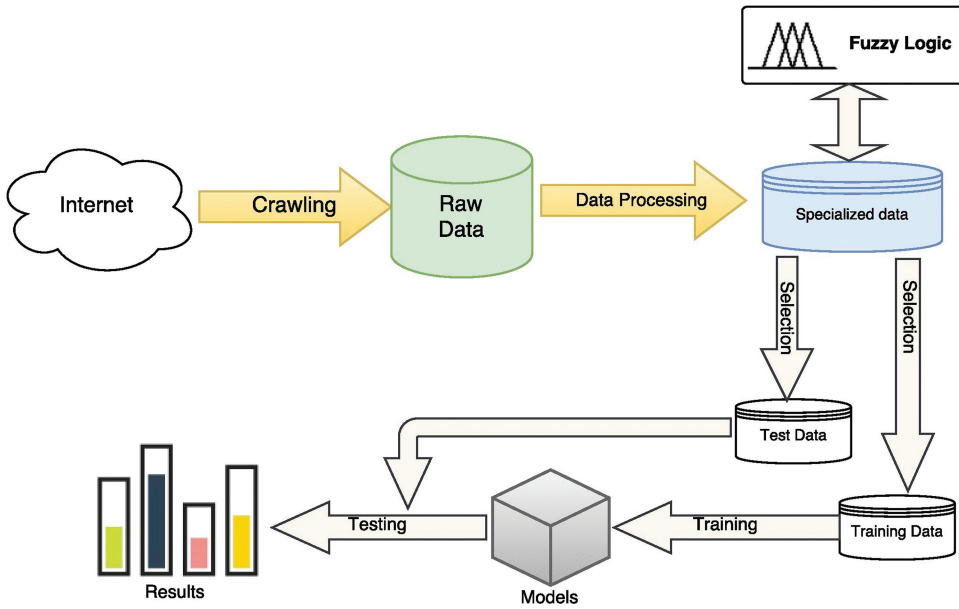 Fuzzy Logic
Internet
Crawling
Raw
Data
Data Processing
Specialized data
Selection
Selection
Test Data
Testing
Training
Training Data
Results
Models